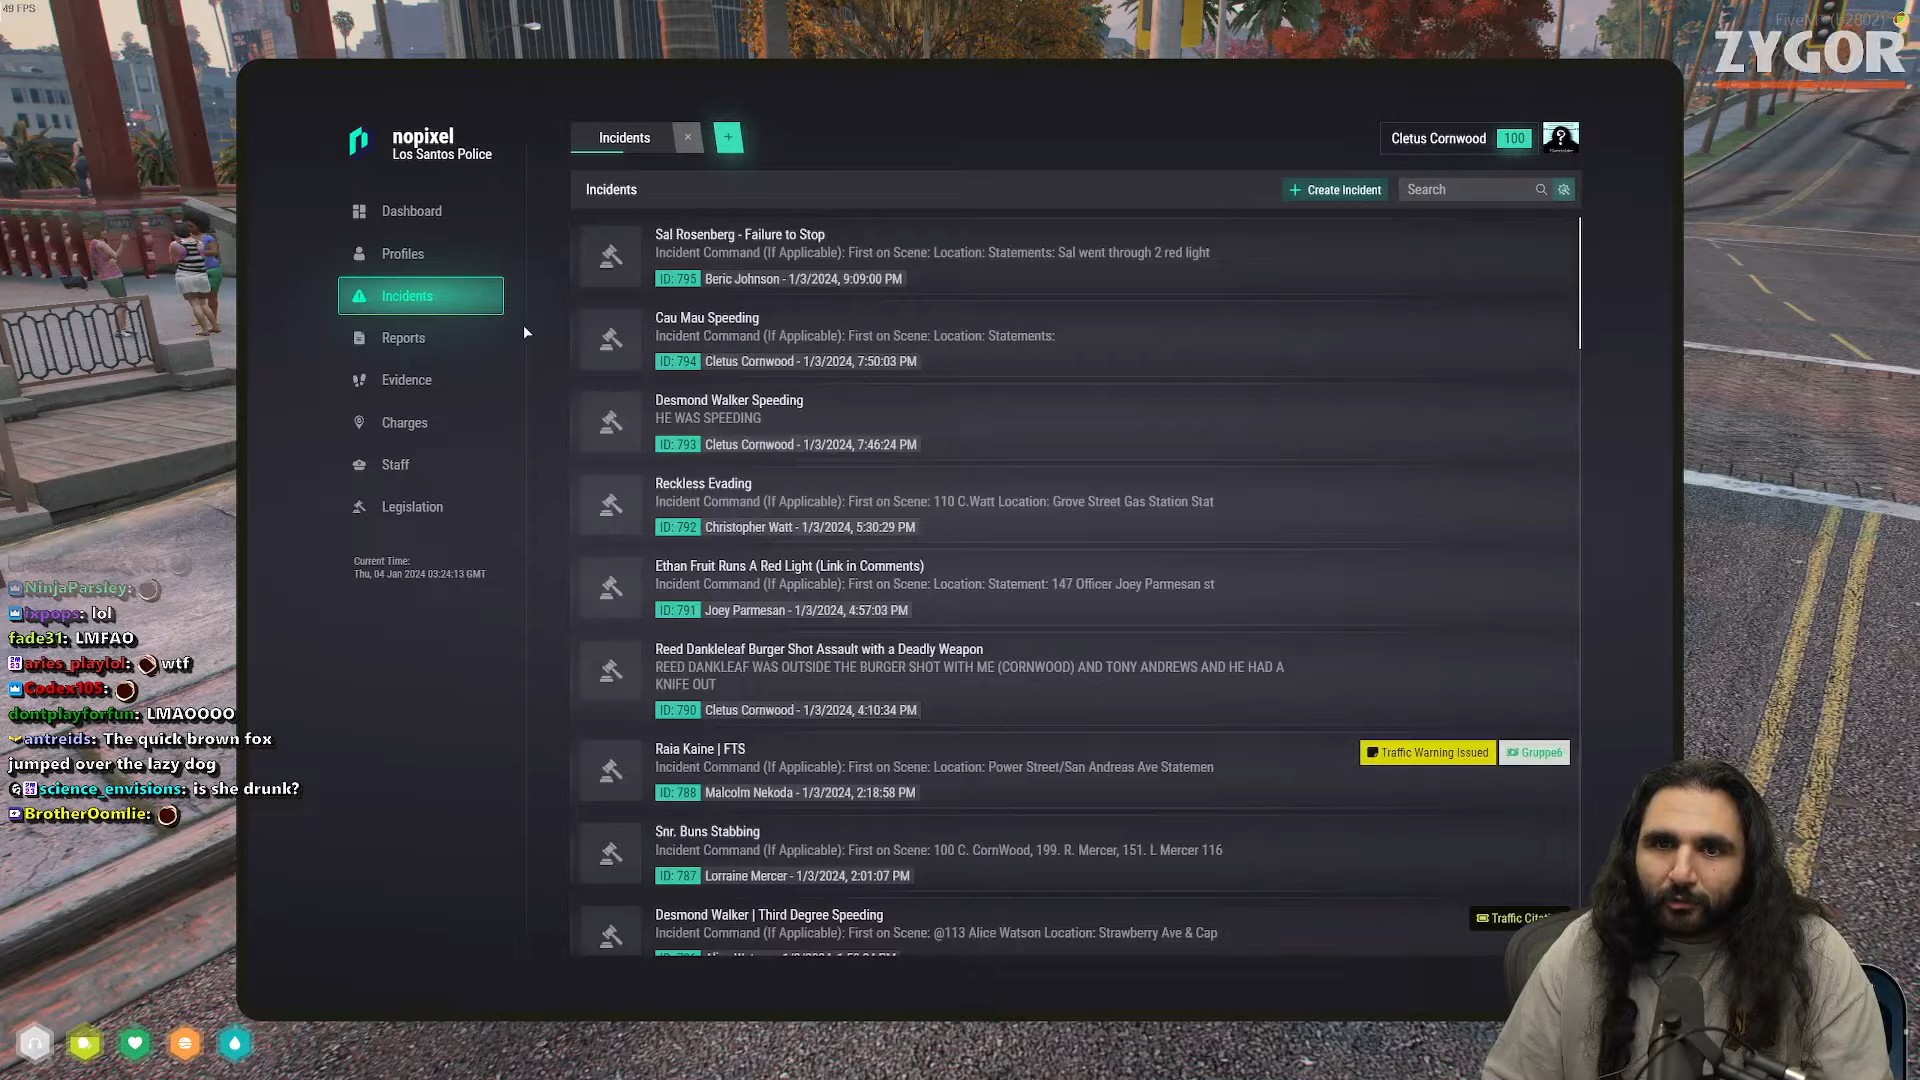 49 FPS
FiveM® (b2802)
ZYGOR
nopixel
Los Santos Police
Dashboard
Profiles
Incidents
Reports
Evidence
Charges
Staff
Legislation
Current Time:
Thu, 04 Jan 2024 03:24:13 GMT
Incidents
×
+
Cletus Cornwood 100
Incidents
+ Create Incident
Search
Sal Rosenberg - Failure to Stop
Incident Command (If Applicable): First on Scene: Location: Statements: Sal went through 2 red light
ID: 795 Beric Johnson - 1/3/2024, 9:09:00 PM
Cau Mau Speeding
Incident Command (If Applicable): First on Scene: Location: Statements:
ID: 794 Cletus Cornwood - 1/3/2024, 7:50:03 PM
Desmond Walker Speeding
HE WAS SPEEDING
ID: 793 Cletus Cornwood - 1/3/2024, 7:46:24 PM
Reckless Evading
Incident Command (If Applicable): First on Scene: 110 C.Watt Location: Grove Street Gas Station Stat
ID: 792 Christopher Watt - 1/3/2024, 5:30:29 PM
Ethan Fruit Runs A Red Light (Link in Comments)
Incident Command (If Applicable): First on Scene: Location: Statement: 147 Officer Joey Parmesan st
ID: 791 Joey Parmesan - 1/3/2024, 4:57:03 PM
Reed Dankleleaf Burger Shot Assault with a Deadly Weapon
REED DANKLEAF WAS OUTSIDE THE BURGER SHOT WITH ME (CORNWOOD) AND TONY ANDREWS AND HE HAD A
KNIFE OUT
ID: 790 Cletus Cornwood - 1/3/2024, 4:10:34 PM
Raia Kaine | FTS
Traffic Warning Issued
Gruppe6
Incident Command (If Applicable): First on Scene: Location: Power Street/San Andreas Ave Statemen
ID: 788 Malcolm Nekoda - 1/3/2024, 2:18:58 PM
Snr. Buns Stabbing
Incident Command (If Applicable): First on Scene: 100 C. CornWood, 199. R. Mercer, 151. L Mercer 116
ID: 787 Lorraine Mercer - 1/3/2024, 2:01:07 PM
Desmond Walker | Third Degree Speeding
Traffic
Incident Command (If Applicable): First on Scene: @113 Alice Watson Location: Strawberry Ave & Cap
NinjaParsley:
ixpops: lol
fade31: LMFAO
aries_playlol: wtf
Codex105:
dontplayforfun: LMAOOOO
antreids: The quick brown fox
jumped over the lazy dog
science_envisions: is she drunk?
BrotherOomlie: